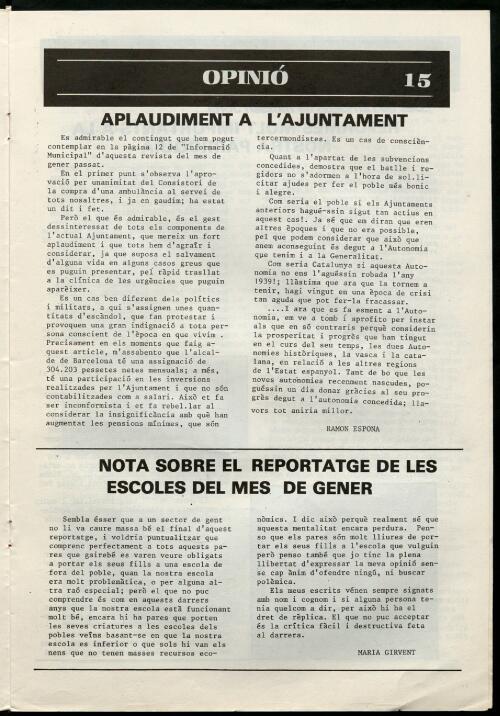 OPINIÓ
15
APLAUDIMENT A L'AJUNTAMENT
Es admirable el contingut que hem pogut
contemplar en la pàgina 12 de "Informació
Municipal" d'aquesta revista del mes de
gener passat.
En el primer punt s'observa l'apro-
vació per unanimitat del Consistori de
la compra d'una ambulància al servei de
tots nosaltres, i ja en gaudim; ha estat
un dit i fet.
Però el que és admirable, és el gest
dessinteressat de tots els components de
l'actual Ajuntament, que mereix un fort
aplaudiment i que tots hem d'agraïr i
considerar, ja que suposa el salvament
d'alguna vida en alguns casos greus que
es puguin presentar, pel ràpid trasllat
a la clínica de les urgències que puguin
aparèixer.
Es un cas ben diferent dels polítics
i militars, a qui s'assignen unes quan-
titats d'escàndol, que fan protestar i
provoquen una gran indignació a tota per-
sona conscient de l'època en que vivim .
Precisament en els moments que faig a-
quest article, m'assabento que l'alcal-
de de Barcelona té una assignació de
304.203 pessetes netes mensuals; a més,
té una participació en les inversions
realitzades per l'Ajuntament i que no són
contabilitzades com a salari. Això et fa
ser inconformista i et fa rebel.lar al
considerar la insignificància amb què han
augmentat les pensions mínimes, que són
tercermondistes. Es un cas de conscièn-
cia.
Quant a l'apartat de les subvencions
concedides, demostra que el batlle i re-
gidors no s'adormen a l'hora de sol.li-
citar ajudes per fer el poble més bonic
i alegre.
Com seria el poble si els Ajuntaments
anteriors haguéssin sigut tan actius en
aquest cas!. Ja sé que en diran que eren
altres èpoques i que no era possible,
pel que podem considerar que això que
anem aconseguint és degut a l'Autonomia
que tenim i a la Generalitat.
Com seria Catalunya si aquesta Auto-
nomia no ens l'aguéssin robada l'any
1939!; llàstima que ara que la tornem a
tenir, hagi vingut en una època de crisi
tan aguda que pot fer-la fracassar.
....I ara que es fa esment a l'Auto-
nomia, em ve a tomb i aprofito per instar
als que en só contraris perquè considerin
la prosperitat i progrès que han tingut
en el curs del seu temps, les dues Auto-
nomies històriques, la vasca i la cata-
lana, en relació a les altres regions
de l'Estat espanyol. Tant de bo que les
noves autonomies recenment nascudes, po-
guéssin un dia donar gràcies al seu pro-
grès degut a l'autonomia concedida; lla-
vors tot aniria millor.
RAMON ESPONA
NOTA SOBRE EL REPORTATGE DE LES
ESCOLES DEL MES DE GENER
Sembla ésser que a un sector de gent
no li va caure massa bé el final d'aquest
reportatge, i voldria puntualitzar que
comprenc perfectament a tots aquests pa-
res que gairebé es varen veure obligats
a portar els seus fills a una escola de
fora del poble, quan la nostra escola
era molt problemàtica, o per alguna al-
tra raó especial; però el que no puc
comprendre és com en aquests darrers
anys que la nostra escola està funcionant
molt bé, encara hi ha pares que porten
les seves criatures a les escoles dels
pobles veïns basant-se en que la nostra
escola es inferior o que sols hi van els
nens que no tenen masses recursos eco-
nòmics. I dic això perquè realment sé que
aquesta mentalitat encara perdura. Pen-
so que els pares són molt lliures de por-
tar els seus fills a l'escola que vulguin
però penso també que jo tinc la plena
llibertat d'expressar la meva opinió sen-
se cap ànim d'ofendre ningú, ni buscar
polèmica.
Els meus escrits vénen sempre signats
amb nom i cognom i si alguna persona te-
nia quelcom a dir, per això hi ha el
dret de rèplica. El que no puc acceptar
és la crítica fàcil i destructiva feta
al darrera.
MARIA GIRVENT